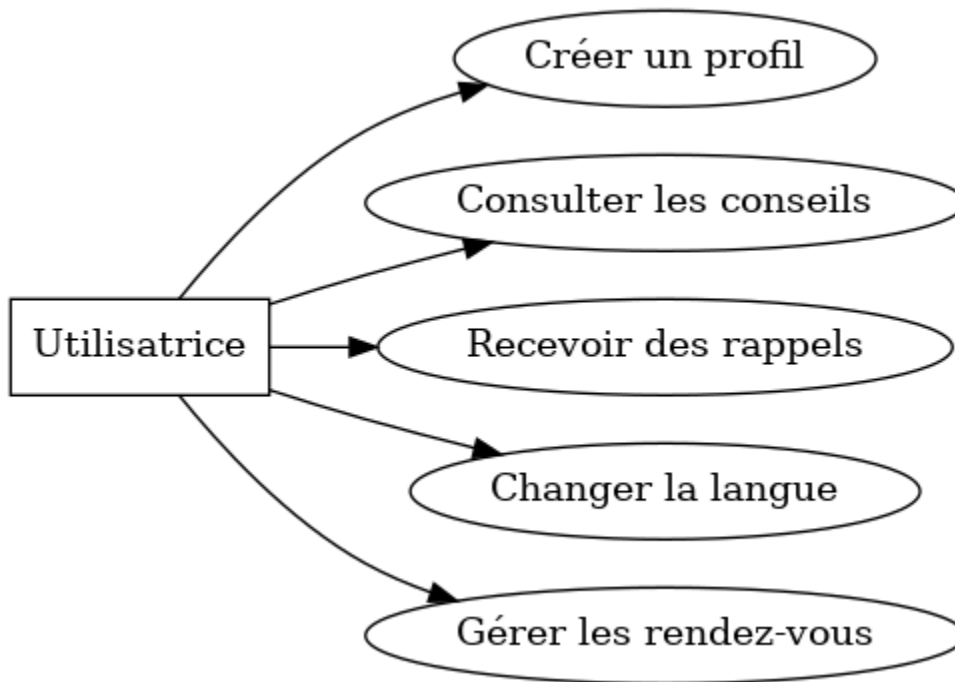 Créer un profil
Consulter les conseils
Utilisatrice
Recevoir des rappels
Changer la langue
Gérer les rendez-vous